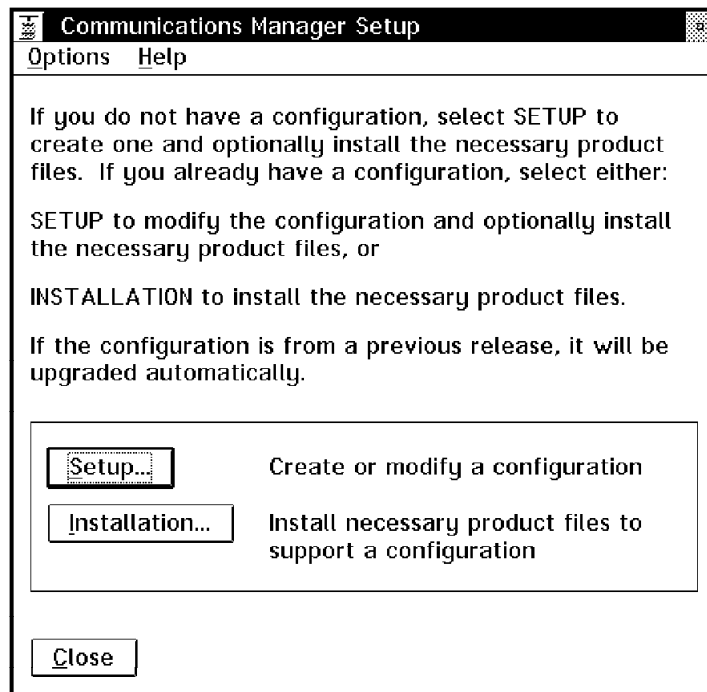 Communications Manager Setup
Options Help
If you do not have a configuration, select SETUP to
create one and optionally install the necessary product
files. If you already have a configuration, select either:
SETUP to modify the configuration and optionally install
the necessary product files, or
INSTALLATION to install the necessary product files.
If the configuration is from a previous release, it will be
upgraded automatically.
Setup... Create or modify a configuration
Installation... Install necessary product files to
support a configuration
Close